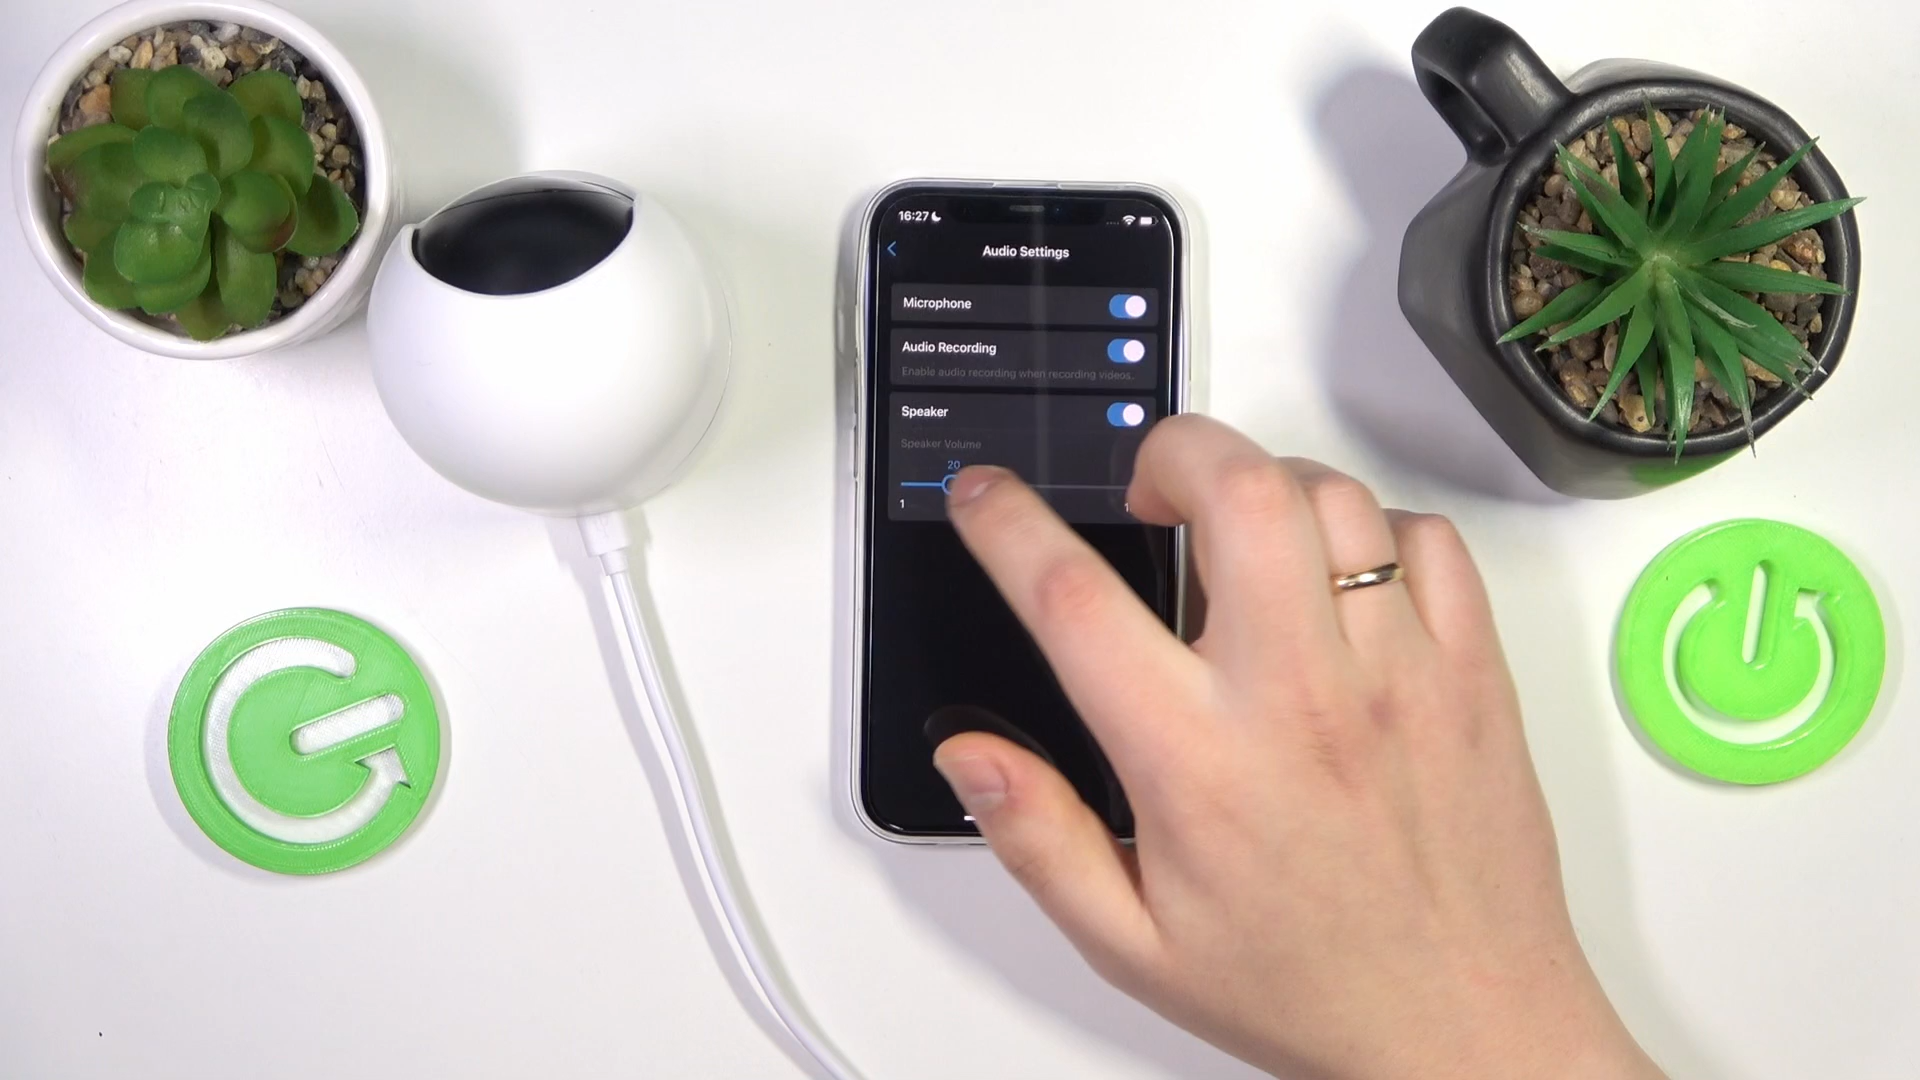 16:27
Audio Settings
Microphone
Audio Recording
Enable audio recording when recording videos.
Speaker
Speaker Volume
20
1